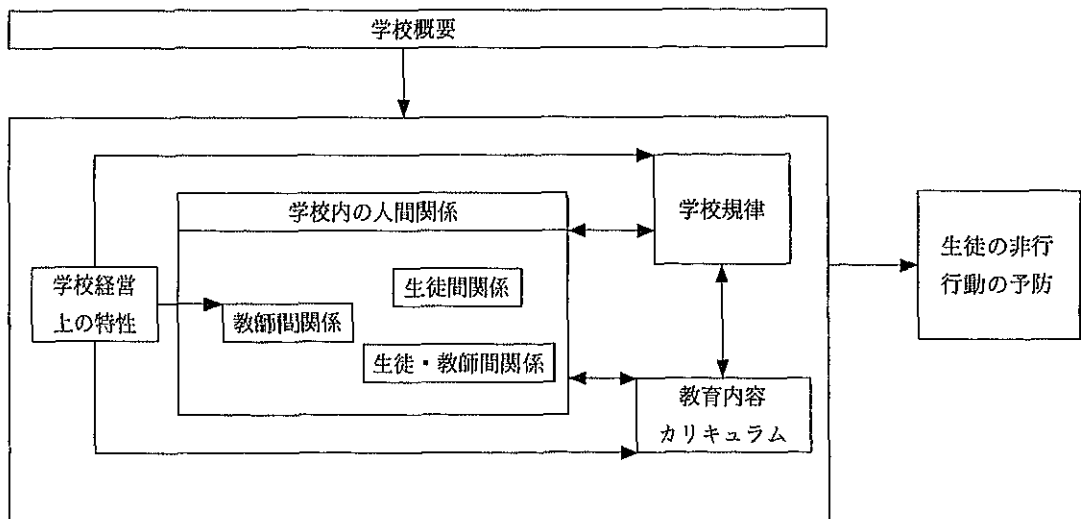 学校概要
学校規律
学校内の人間関係
生徒の非行
行動の予防
学校経営
上の特性
生徒間関係
教師間関係
生徒・教師間関係
教育内容
カリキュラム